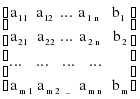 a₁₁ a₁₂ ... a₁ₙ b₁
a₂₁ a₂₂ ... a₂ₙ b₂
... ... ... ...
aₘ₁ aₘ₂ ... aₘₙ bₘ